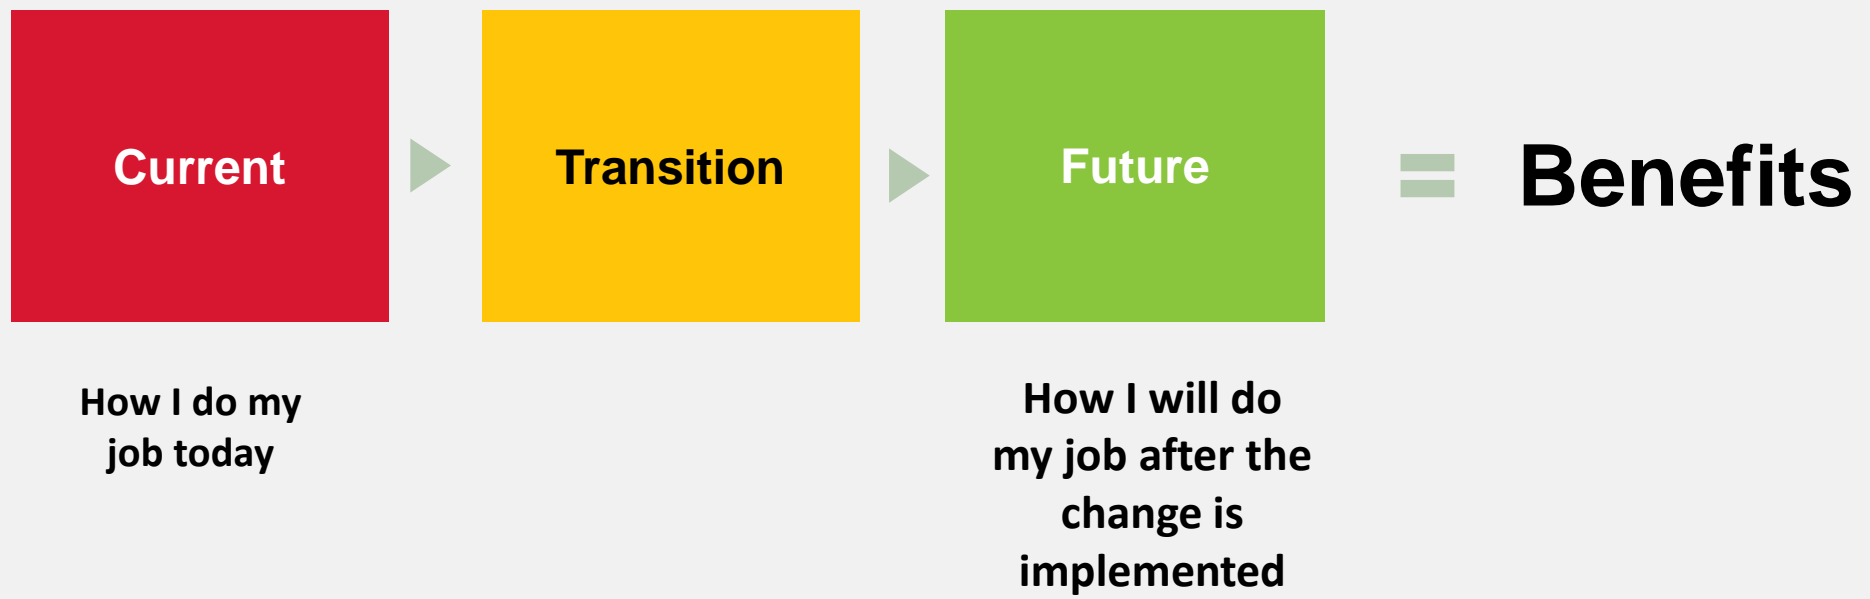 Current
Transition
Future
= Benefits
How I do my
job today
How I will do
my job after the
change is
implemented